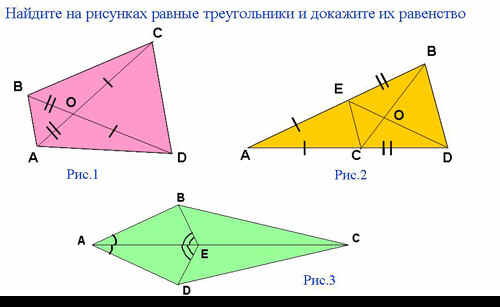 Найдите на рисунках равные треугольники и докажите их равенство
C
B
O
A
D
Рис.1
B
E
O
A
C
D
Рис.2
B
A
E
C
D
Рис.3